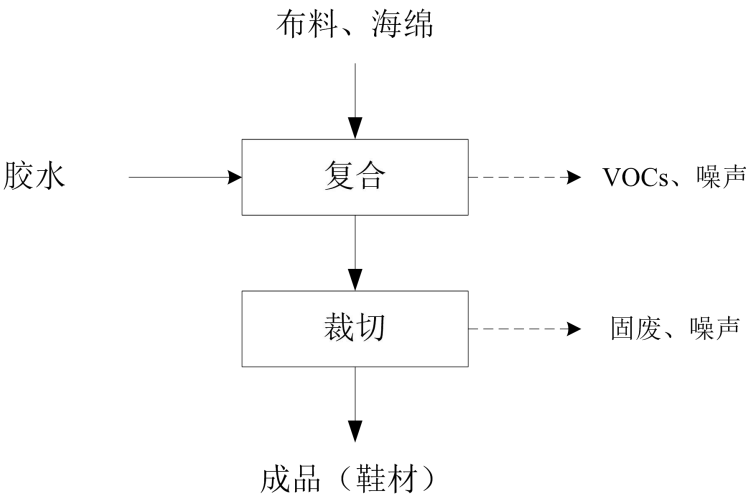 布料、海绵
胶水
复合
VOCs、噪声
裁切
固废、噪声
成品（鞋材）